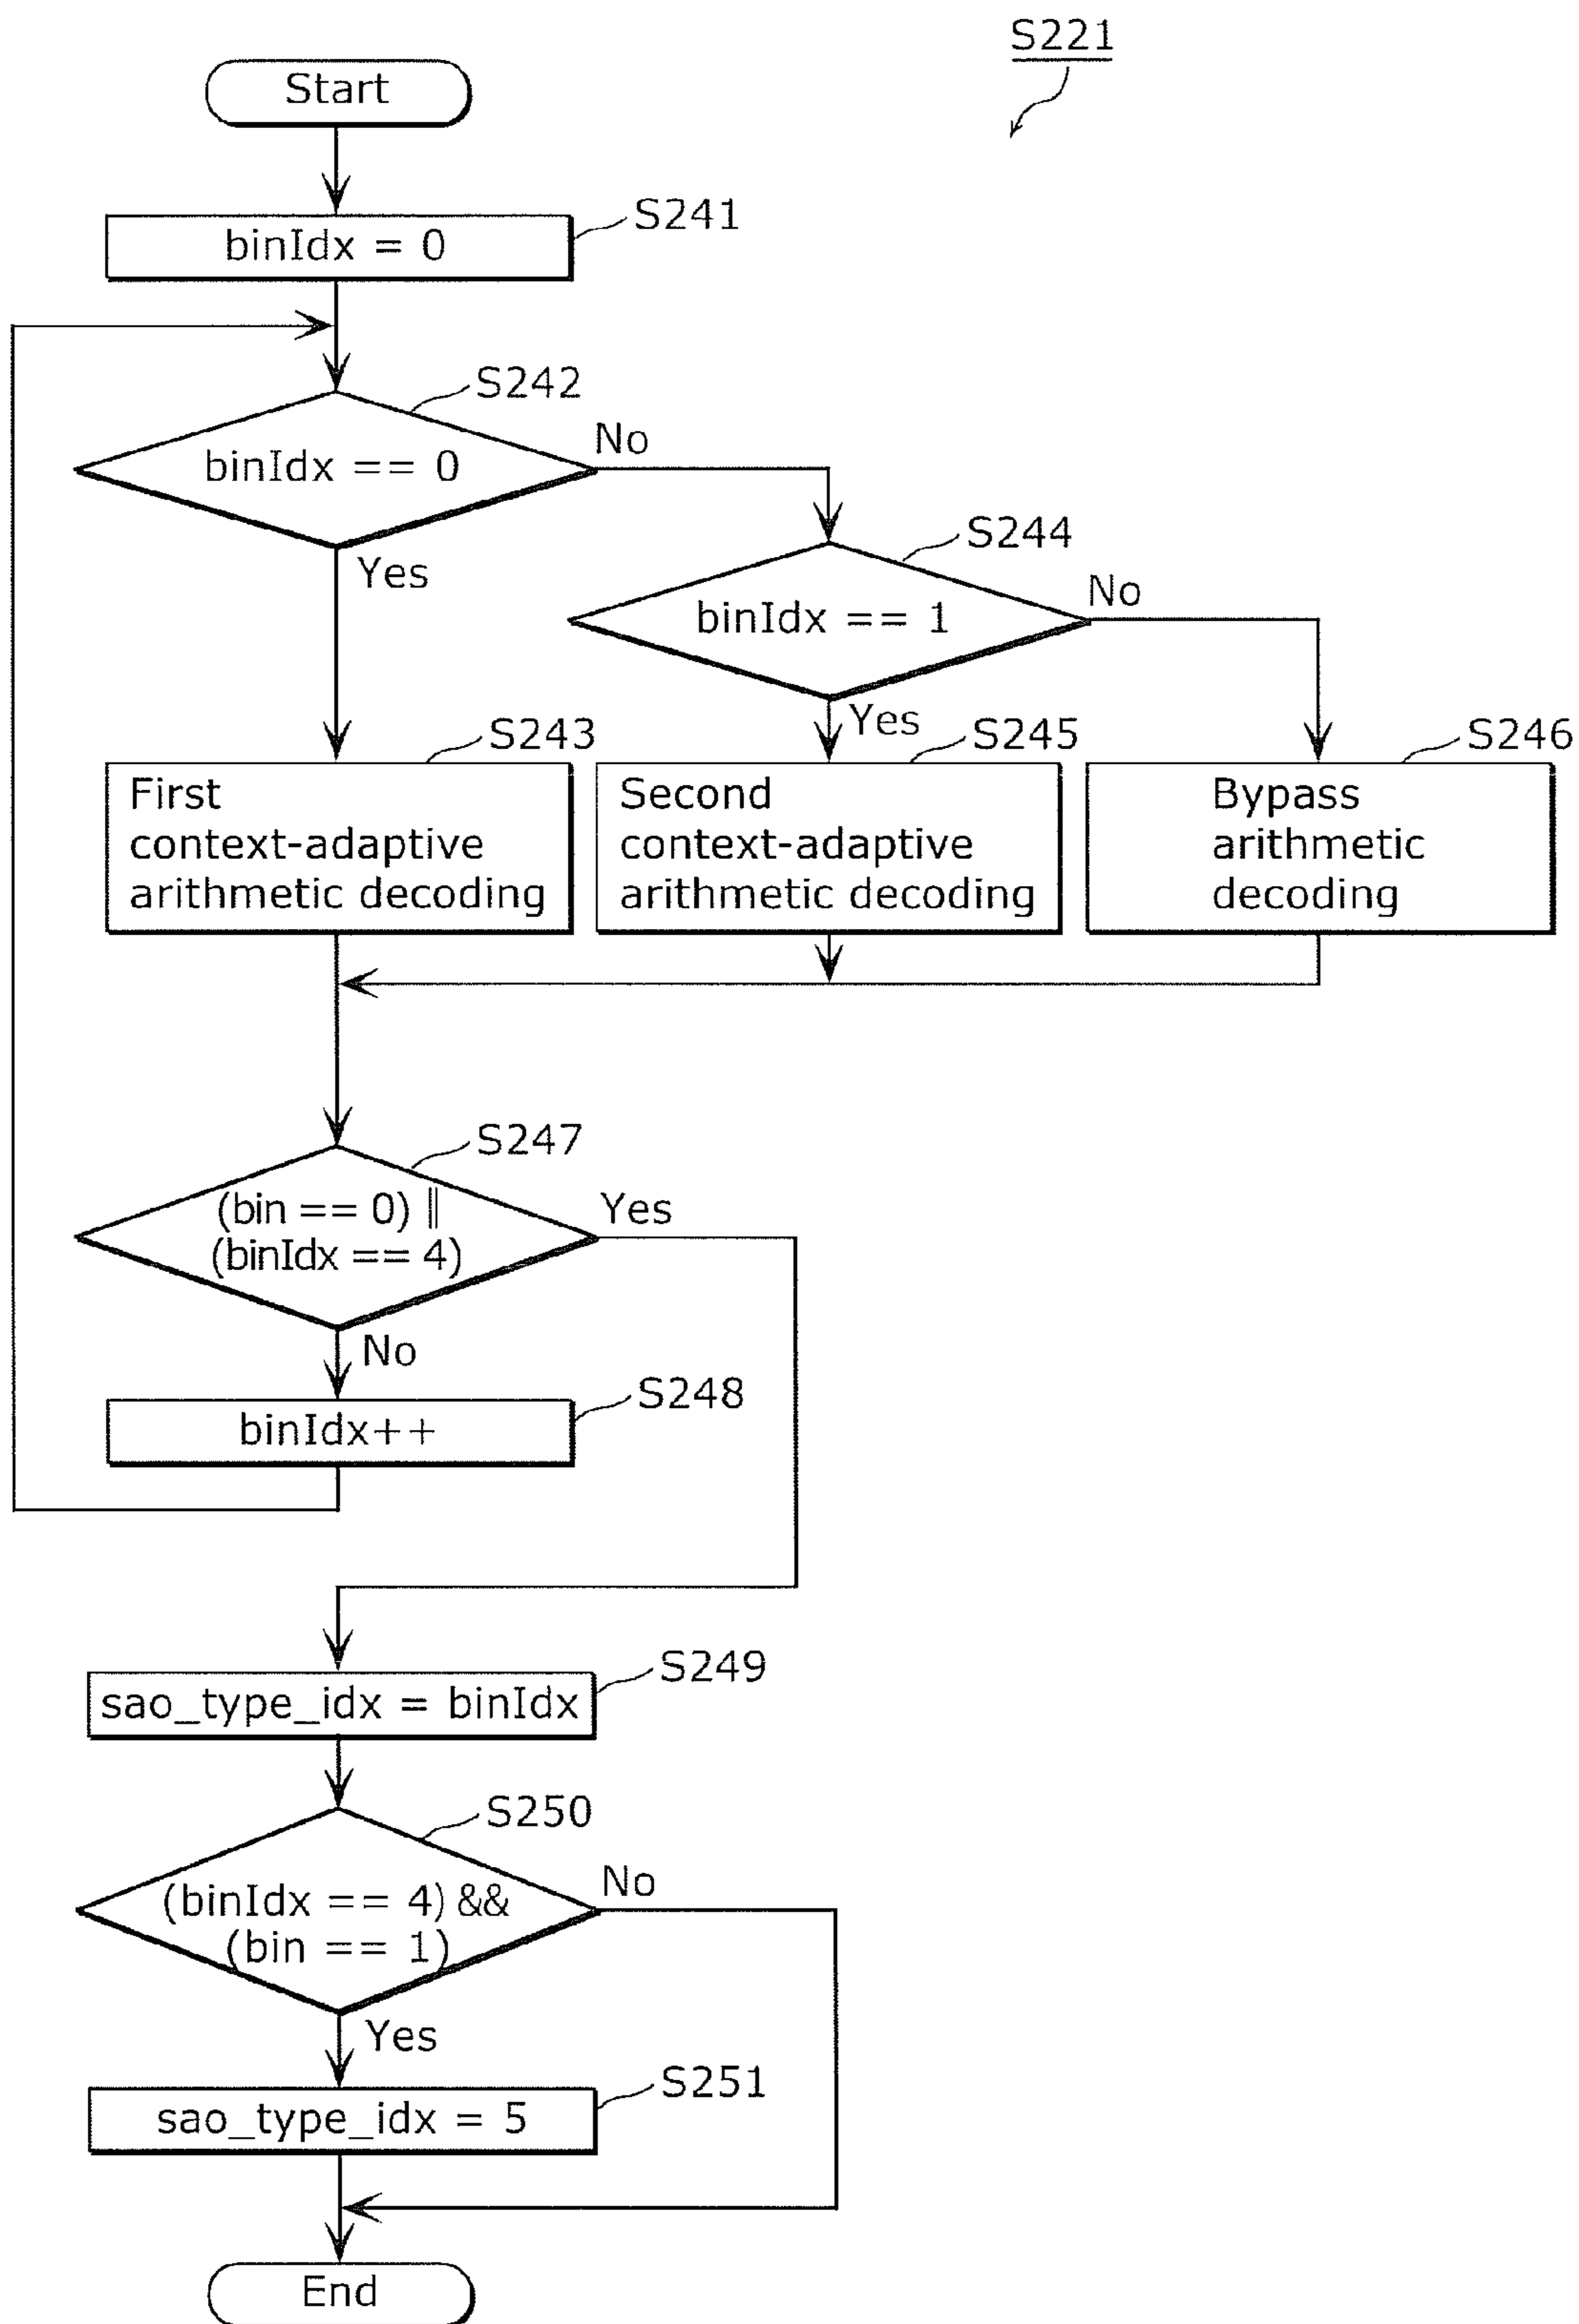 S221
Start
S241
binIdx = 0
S242
No
binIdx == 0
S244
Yes
No
binIdx == 1
Yes
S243
S245
S246
First
context-adaptive
arithmetic decoding
Second
context-adaptive
arithmetic decoding
Bypass
arithmetic
decoding
S247
(bin == 0) ||
(binIdx == 4)
Yes
No
S248
binIdx++
S249
sao_type_idx = binIdx
S250
No
(binIdx == 4) &&
(bin == 1)
Yes
S251
sao_type_idx = 5
End